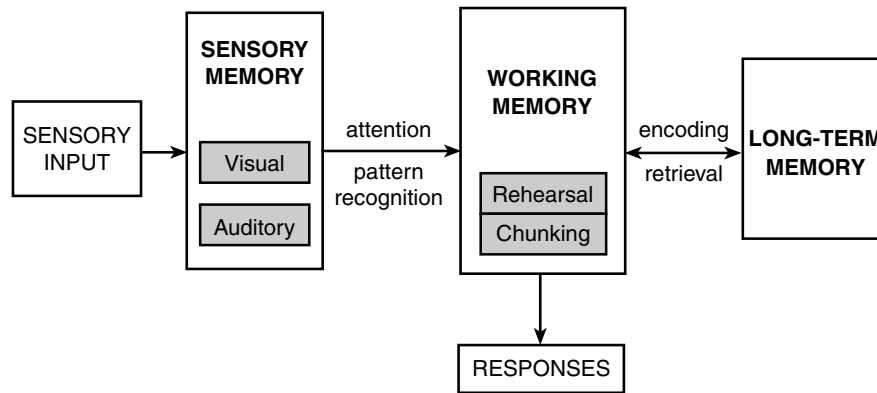 SENSORY
INPUT
SENSORY
MEMORY
Visual
Auditory
attention
pattern
recognition
WORKING
MEMORY
Rehearsal
Chunking
encoding
retrieval
LONG-TERM
MEMORY
RESPONSES